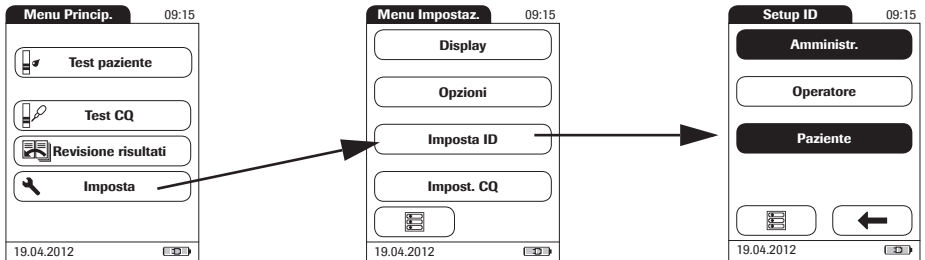 Menu Princip. 09:15
Test paziente
Test CQ
Revisione risultati
Imposta
19.04.2012
Menu Impostaz. 09:15
Display
Opzioni
Imposta ID
Impost. CQ
19.04.2012
Setup ID 09:15
Amministr.
Operatore
Paziente
19.04.2012